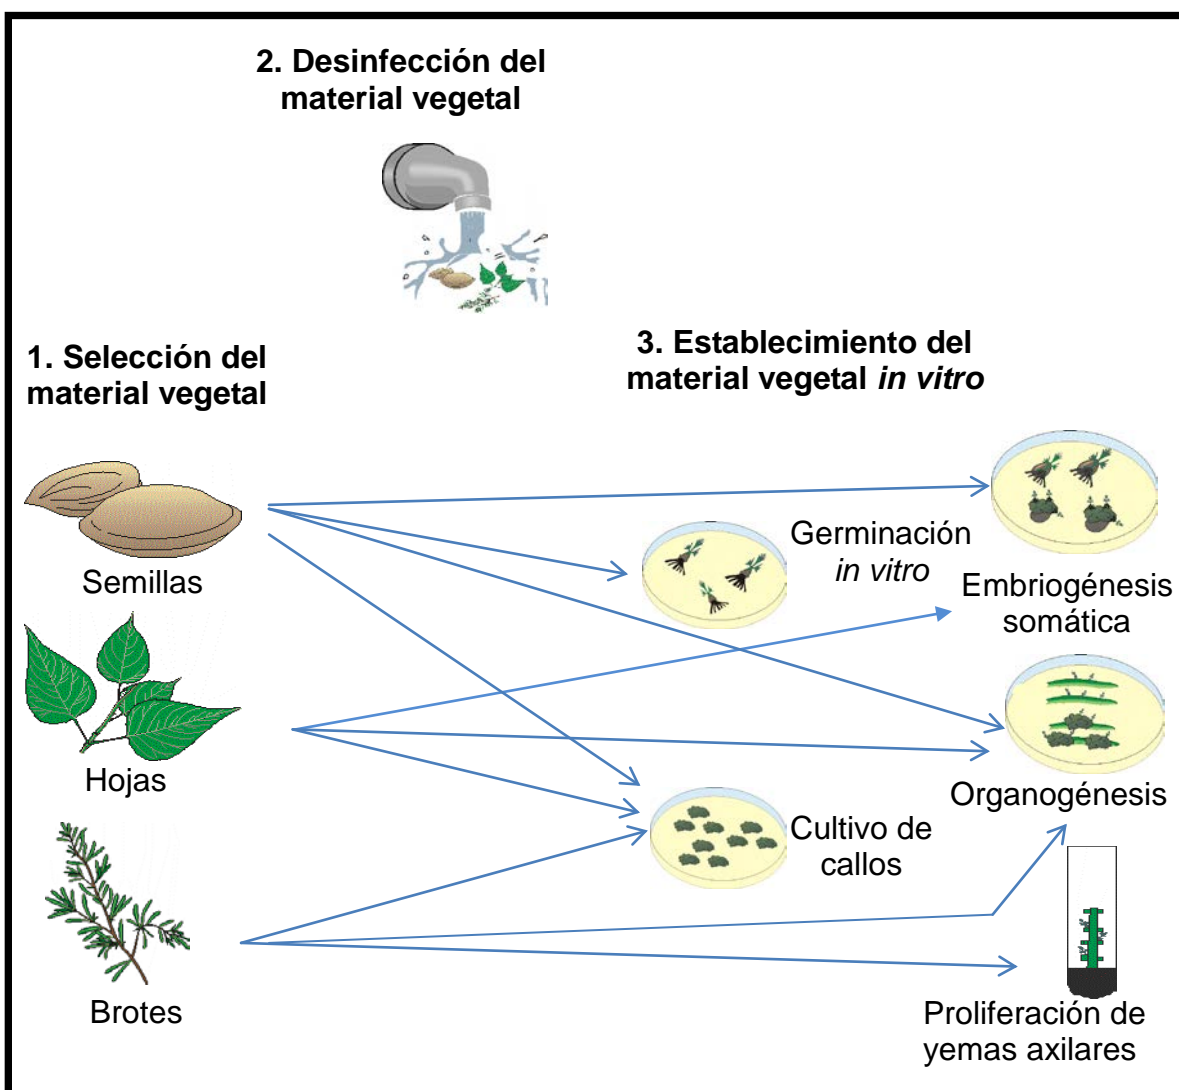 2. Desinfección del
material vegetal
1. Selección del
material vegetal
3. Establecimiento del
material vegetal in vitro
Semillas
Germinación
in vitro
Embriogénesis
somática
Hojas
Organogénesis
Cultivo de
callos
Brotes
Proliferación de
yemas axilares